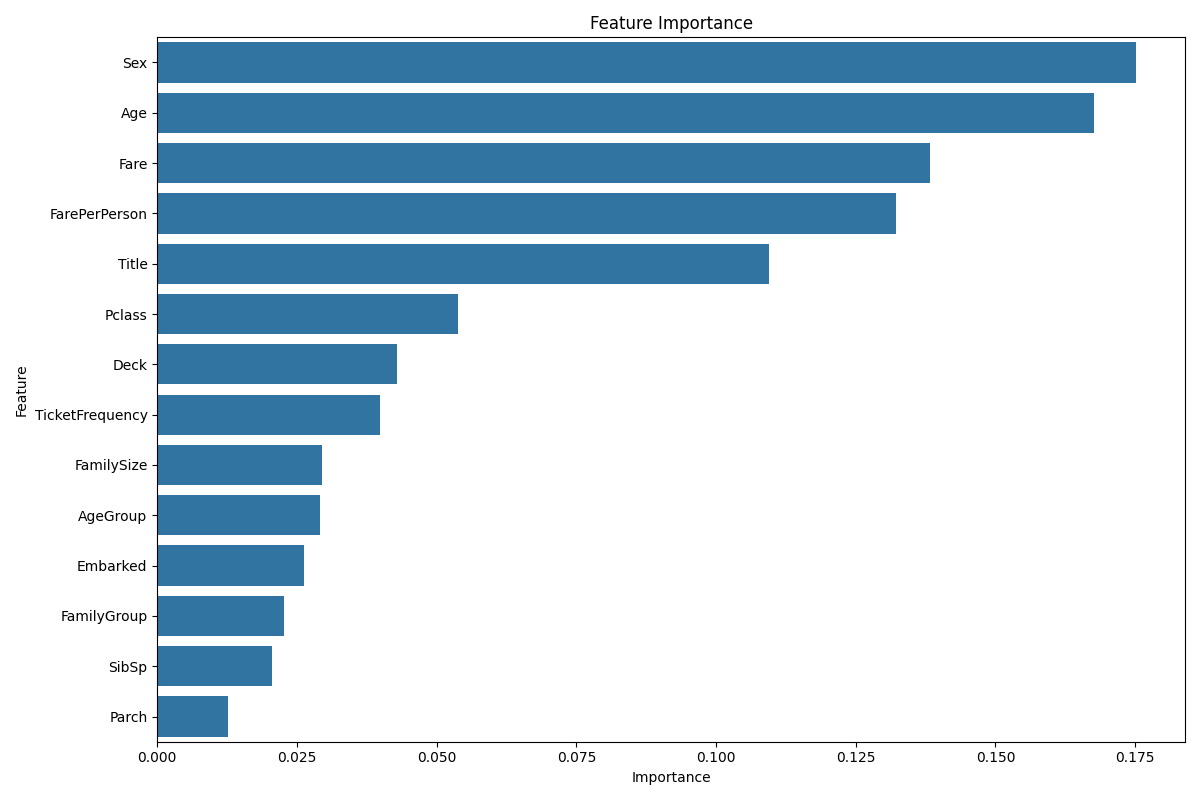 Feature Importance
Feature
Sex
Age
Fare
FarePerPerson
Title
Pclass
Deck
TicketFrequency
FamilySize
AgeGroup
Embarked
FamilyGroup
SibSp
Parch
0.000 0.025 0.050 0.075 0.100 0.125 0.150 0.175
Importance